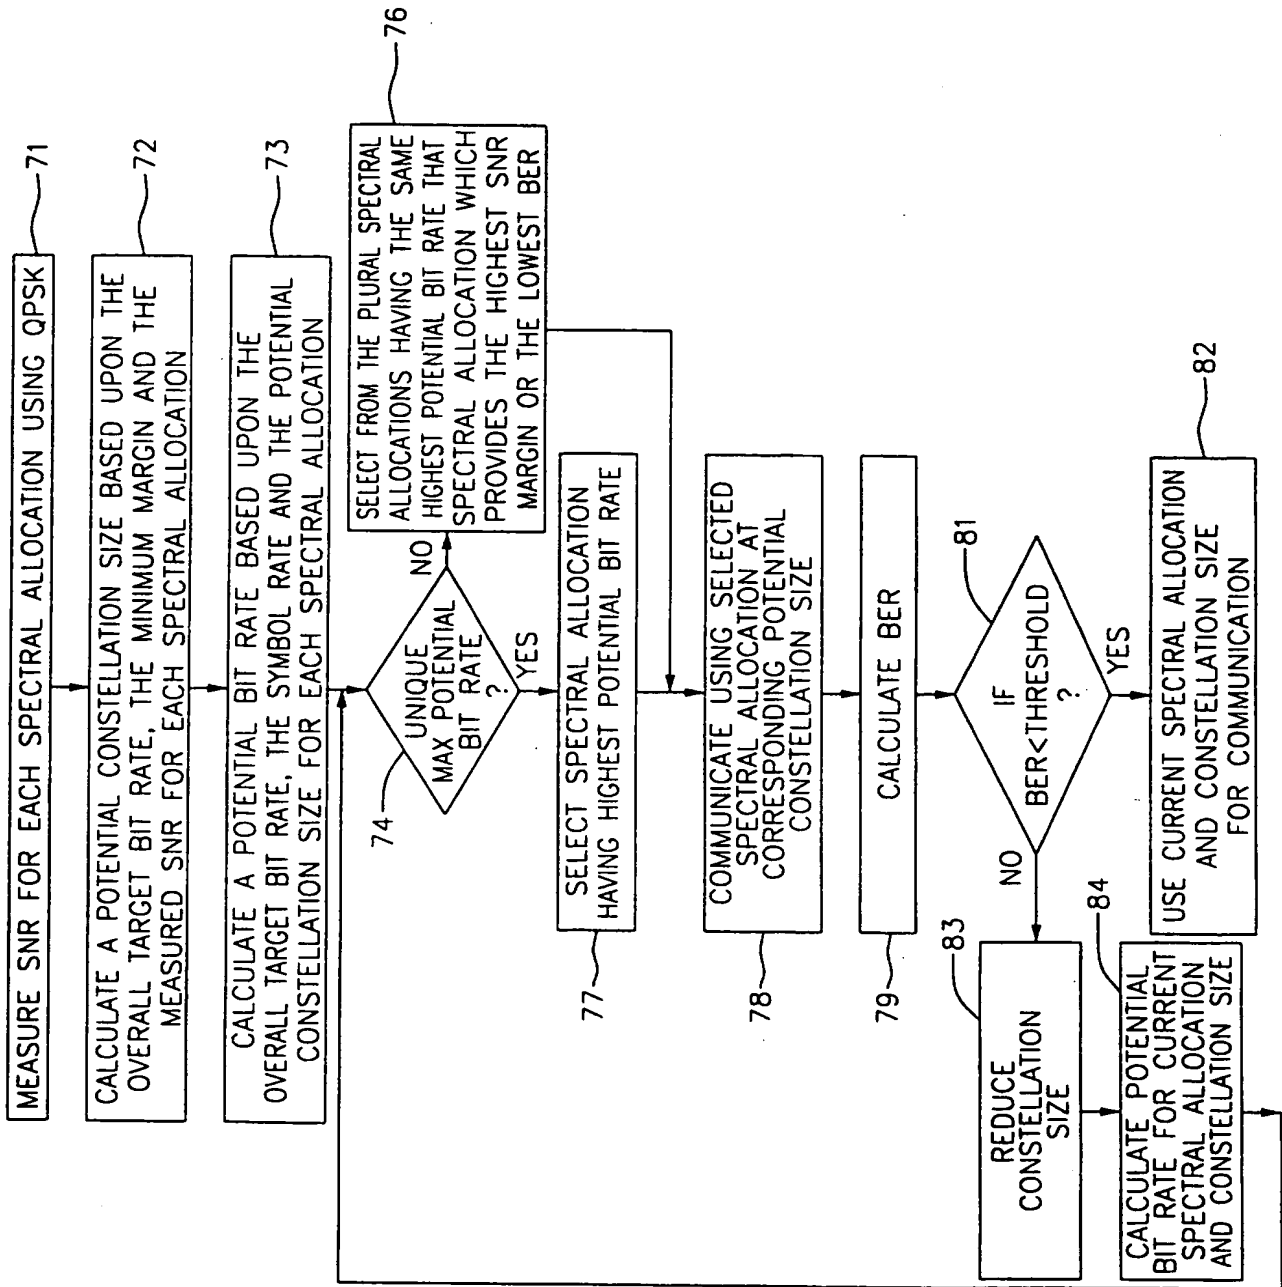 MEASURE SNR FOR EACH SPECTRAL ALLOCATION USING QPSK
71
CALCULATE A POTENTIAL CONSTELLATION SIZE BASED UPON THE
OVERALL TARGET BIT RATE, THE MINIMUM MARGIN AND THE
MEASURED SNR FOR EACH SPECTRAL ALLOCATION
72
CALCULATE A POTENTIAL BIT RATE BASED UPON THE
OVERALL TARGET BIT RATE, THE SYMBOL RATE AND THE POTENTIAL
CONSTELLATION SIZE FOR EACH SPECTRAL ALLOCATION
73
74
UNIQUE
MAX POTENTIAL
BIT RATE
?
NO
YES
SELECT FROM THE PLURAL SPECTRAL
ALLOCATIONS HAVING THE SAME
HIGHEST POTENTIAL BIT RATE THAT
SPECTRAL ALLOCATION WHICH
PROVIDES THE HIGHEST SNR
MARGIN OR THE LOWEST BER
76
SELECT SPECTRAL ALLOCATION
HAVING HIGHEST POTENTIAL BIT RATE
77
COMMUNICATE USING SELECTED
SPECTRAL ALLOCATION AT
CORRESPONDING POTENTIAL
CONSTELLATION SIZE
78
CALCULATE BER
79
IF
BER<THRESHOLD
?
81
NO
YES
USE CURRENT SPECTRAL ALLOCATION
AND CONSTELLATION SIZE
FOR COMMUNICATION
82
REDUCE
CONSTELLATION
SIZE
83
CALCULATE POTENTIAL
BIT RATE FOR CURRENT
SPECTRAL ALLOCATION
AND CONSTELLATION SIZE
84